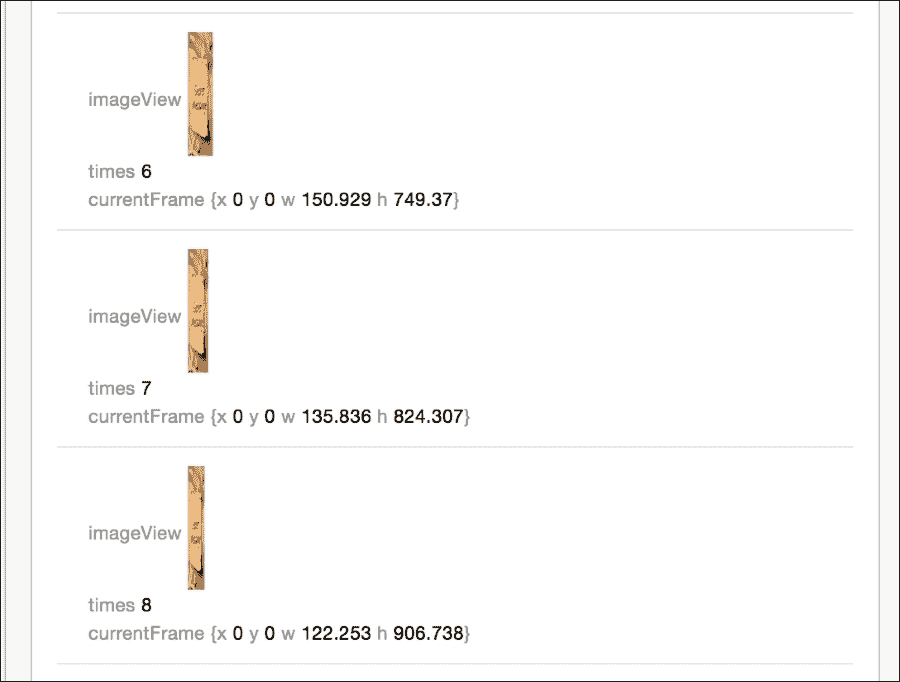 imageView
times 6
currentFrame {x 0 y 0 w 150.929 h 749.37}
imageView
times 7
currentFrame {x 0 y 0 w 135.836 h 824.307}
imageView
times 8
currentFrame {x 0 y 0 w 122.253 h 906.738}